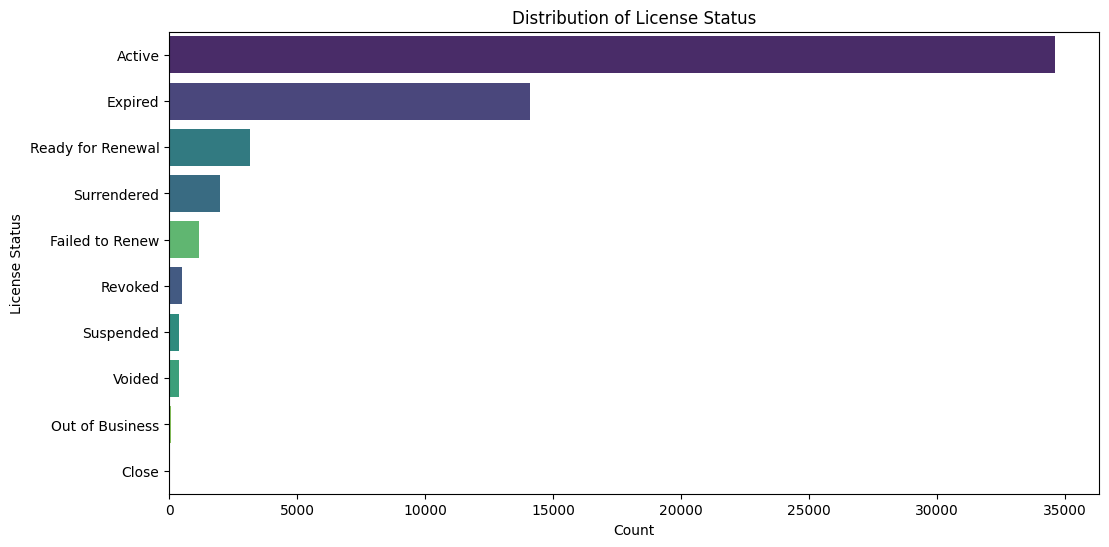 Distribution of License Status
License Status
Active
Expired
Ready for Renewal
Surrendered
Failed to Renew
Revoked
Suspended
Voided
Out of Business
Close
0 5000 10000 15000 20000 25000 30000 35000
Count